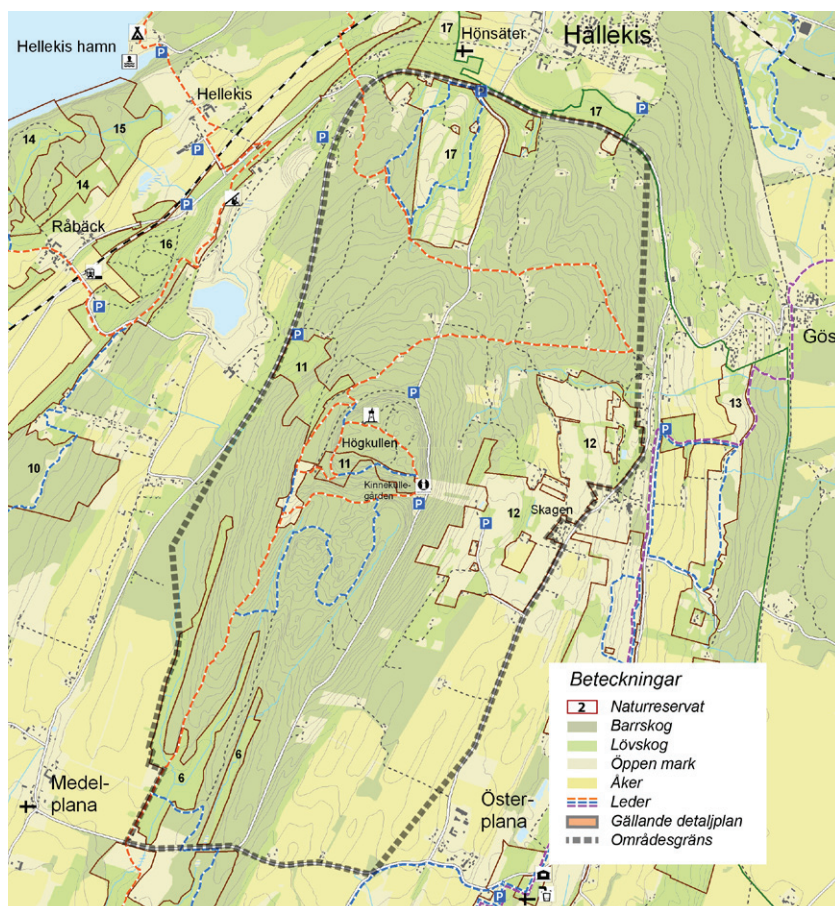 17
Hönsäter
Hällekis
Hellekis hamn
P
Hellekis
17
P
P
P
15
14
17
P
14
P
Råbäck
16
P
Gös
P
11
P
13
12
P
Högkullen
10
11
Kinnekulle-
gården
P
12
Skagen
P
6
6
Medel-
plana
Öster-
plana
P
Beteckningar
2 Naturreservat
Barrskog
Lövskog
Öppen mark
Åker
Leder
Gällande detaljplan
Områdesgräns